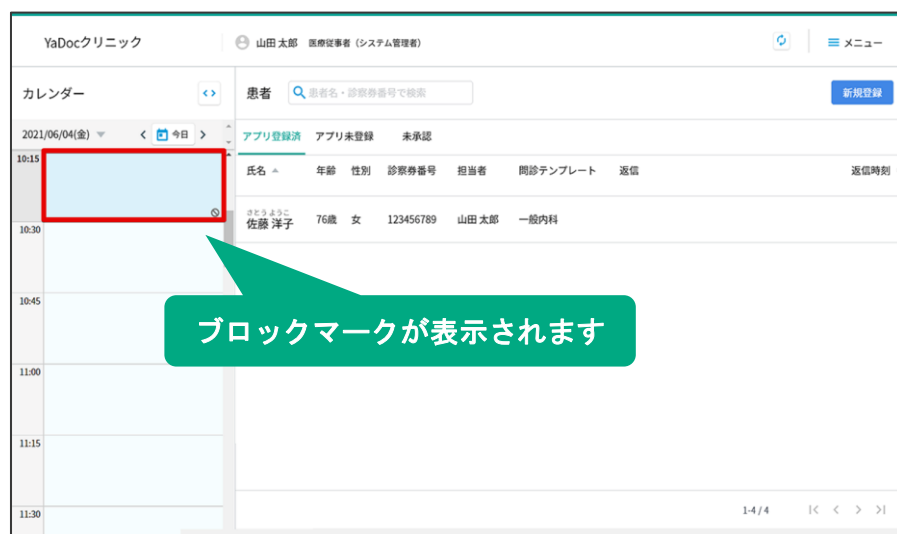 YaDocクリニック
山田 太郎 医療従事者（システム管理者）
メニュー
カレンダー
患者
患者名・診察券番号で検索
新規登録
2021/06/04(金)
今日
アプリ登録済 アプリ未登録 未承認
氏名 年齢 性別 診察券番号 担当者 問診テンプレート 返信 返信時刻
さとう ようこ
佐藤 洋子 76歳 女 123456789 山田 太郎 一般内科
10:15
10:30
10:45
11:00
11:15
11:30
ブロックマークが表示されます
1-4 / 4